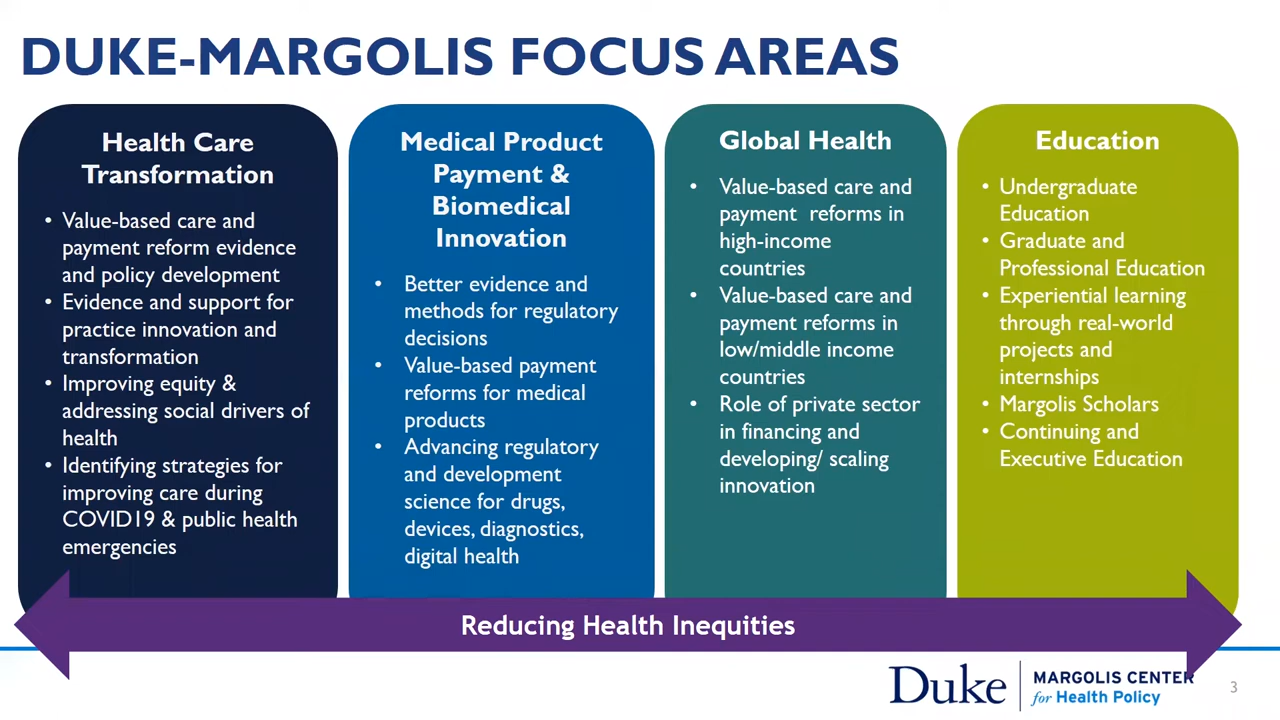 DUKE-MARGOLIS FOCUS AREAS
Health Care
Transformation
• Value-based care and
payment reform evidence
and policy development
• Evidence and support for
practice innovation and
transformation
• Improving equity &
addressing social drivers of
health
• Identifying strategies for
improving care during
COVID19 & public health
emergencies
Medical Product
Payment &
Biomedical
Innovation
• Better evidence and
methods for regulatory
decisions
• Value-based payment
reforms for medical
products
• Advancing regulatory
and development
science for drugs,
devices, diagnostics,
digital health
Global Health
• Value-based care and
payment reforms in
high-income
countries
• Value-based care and
payment reforms in
low/middle income
countries
• Role of private sector
in financing and
developing/ scaling
innovation
Education
• Undergraduate
Education
• Graduate and
Professional Education
• Experiential learning
through real-world
projects and
internships
• Margolis Scholars
• Continuing and
Executive Education
Reducing Health Inequities
Duke
MARGOLIS CENTER
for Health Policy
3